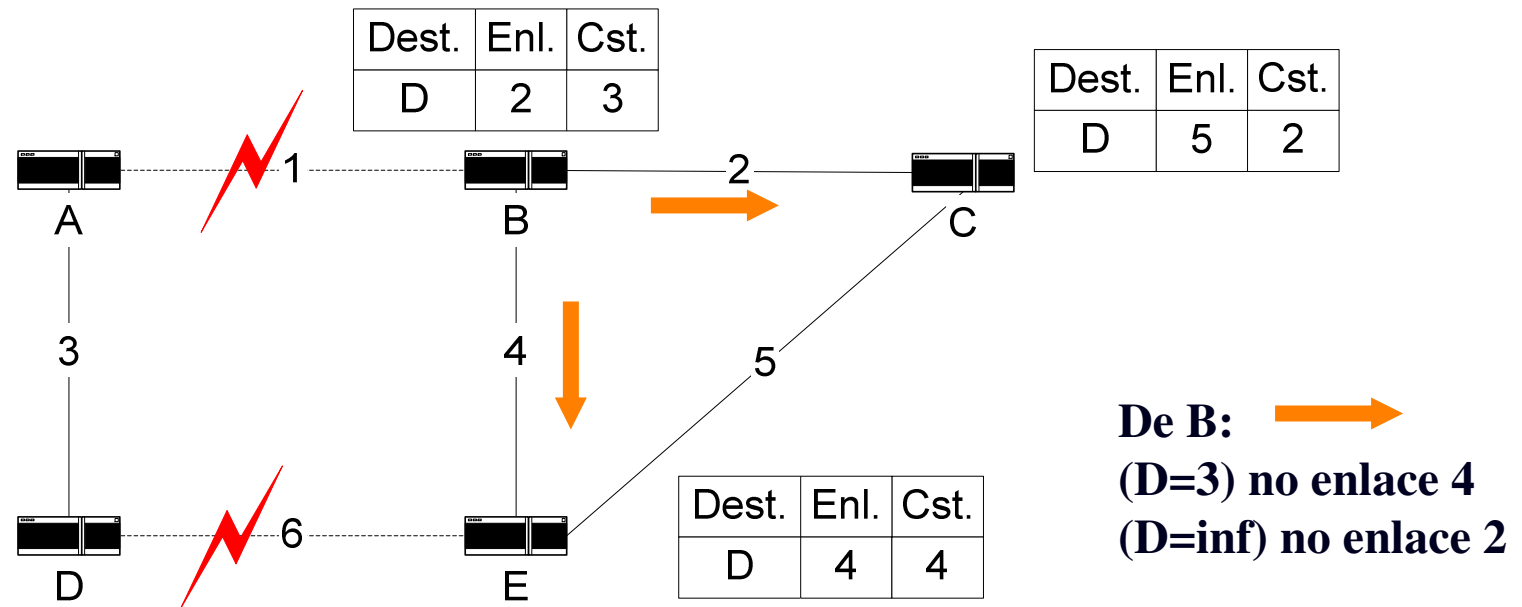 Dest. Enl. Cst.
D 2 3
Dest. Enl. Cst.
D 5 2
1
2
A
B
C
3
4
5
De B:
(D=3) no enlace 4
(D=inf) no enlace 2
6
Dest. Enl. Cst.
D 4 4
D
E